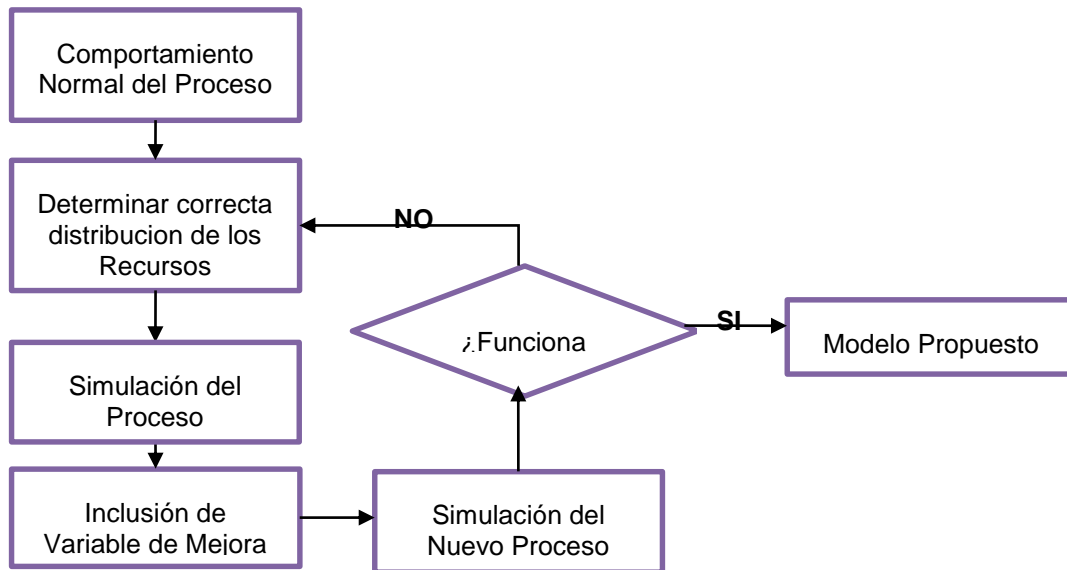 Comportamiento
Normal del Proceso
Determinar correcta
distribucion de los
Recursos
NO
¿Funciona
SI
Modelo Propuesto
Simulación del
Proceso
Inclusión de
Variable de Mejora
Simulación del
Nuevo Proceso